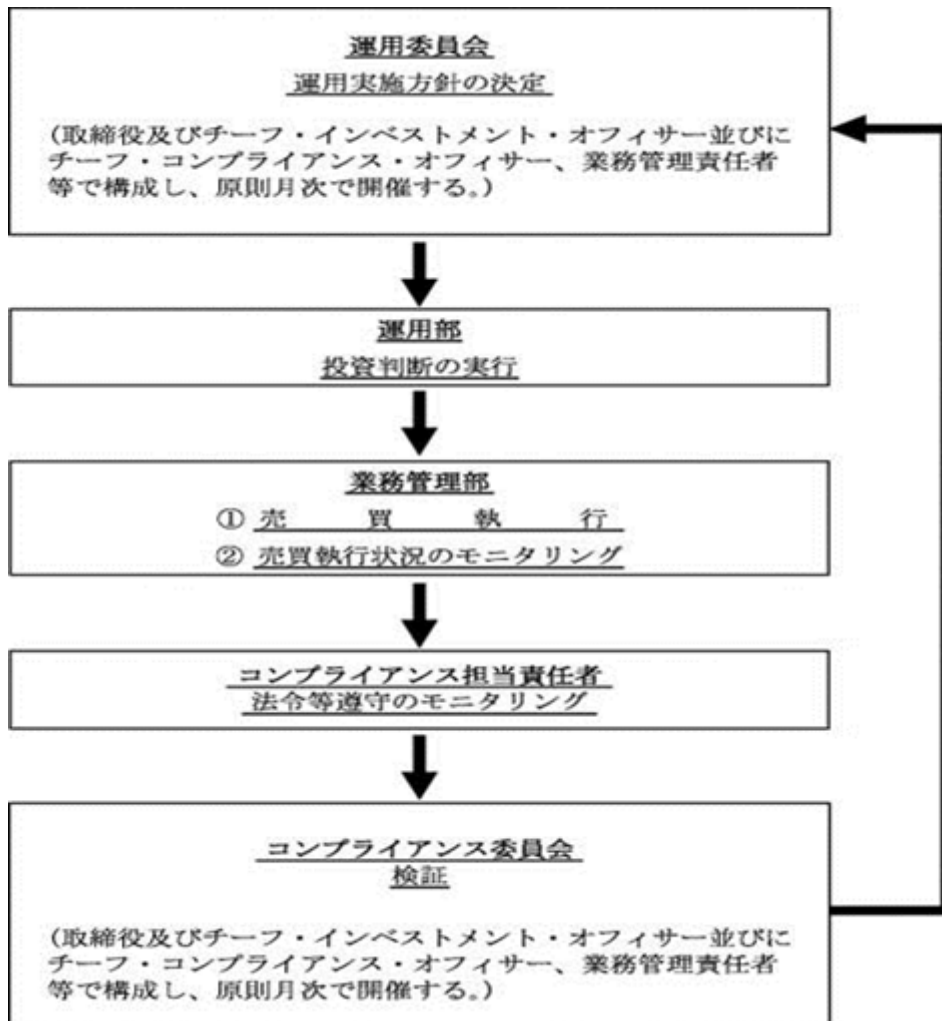 運用委員会
運用実施方針の決定
(取締役及びチーフ・インベストメント・オフィサー並びに
チーフ・コンプライアンス・オフィサー、業務管理責任者
等で構成し、原則月次で開催する。)
運用部
投資判断の実行
業務管理部
① 売買執行
② 売買執行状況のモニタリング
コンプライアンス担当責任者
法令等遵守のモニタリング
コンプライアンス委員会
検証
(取締役及びチーフ・インベストメント・オフィサー並びに
チーフ・コンプライアンス・オフィサー、業務管理責任者
等で構成し、原則月次で開催する。)